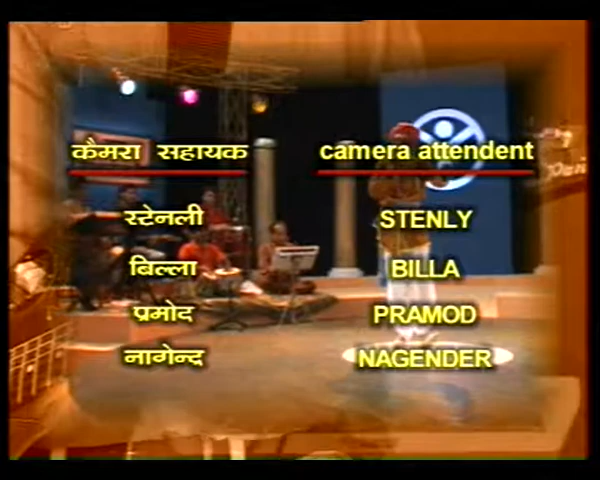 कैमरा सहायक camera attendent
स्टेनली STENLY
बिल्ला BILLA
प्रमोद PRAMOD
नागेन्द्र NAGENDER